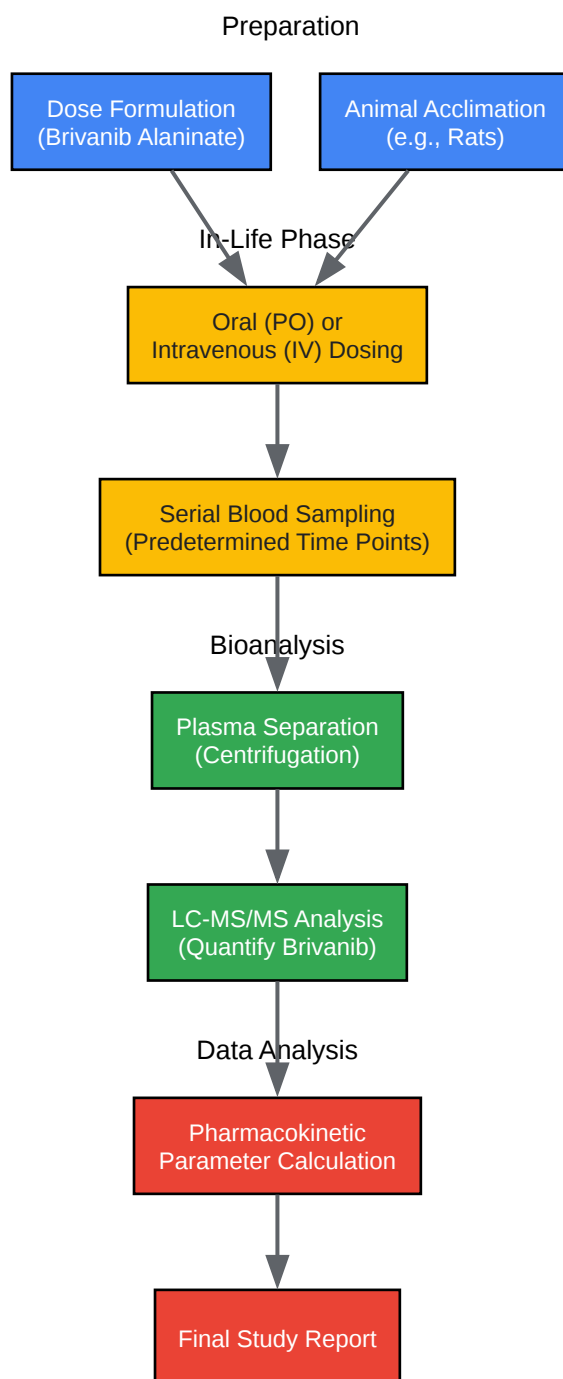 Preparation
Dose Formulation
(Brivanib Alaninate)
Animal Acclimation
(e.g., Rats)
In-Life Phase
Oral (PO) or
Intravenous (IV) Dosing
Serial Blood Sampling
(Predetermined Time Points)
Bioanalysis
Plasma Separation
(Centrifugation)
LC-MS/MS Analysis
(Quantify Brivanib)
Data Analysis
Pharmacokinetic
Parameter Calculation
Final Study Report